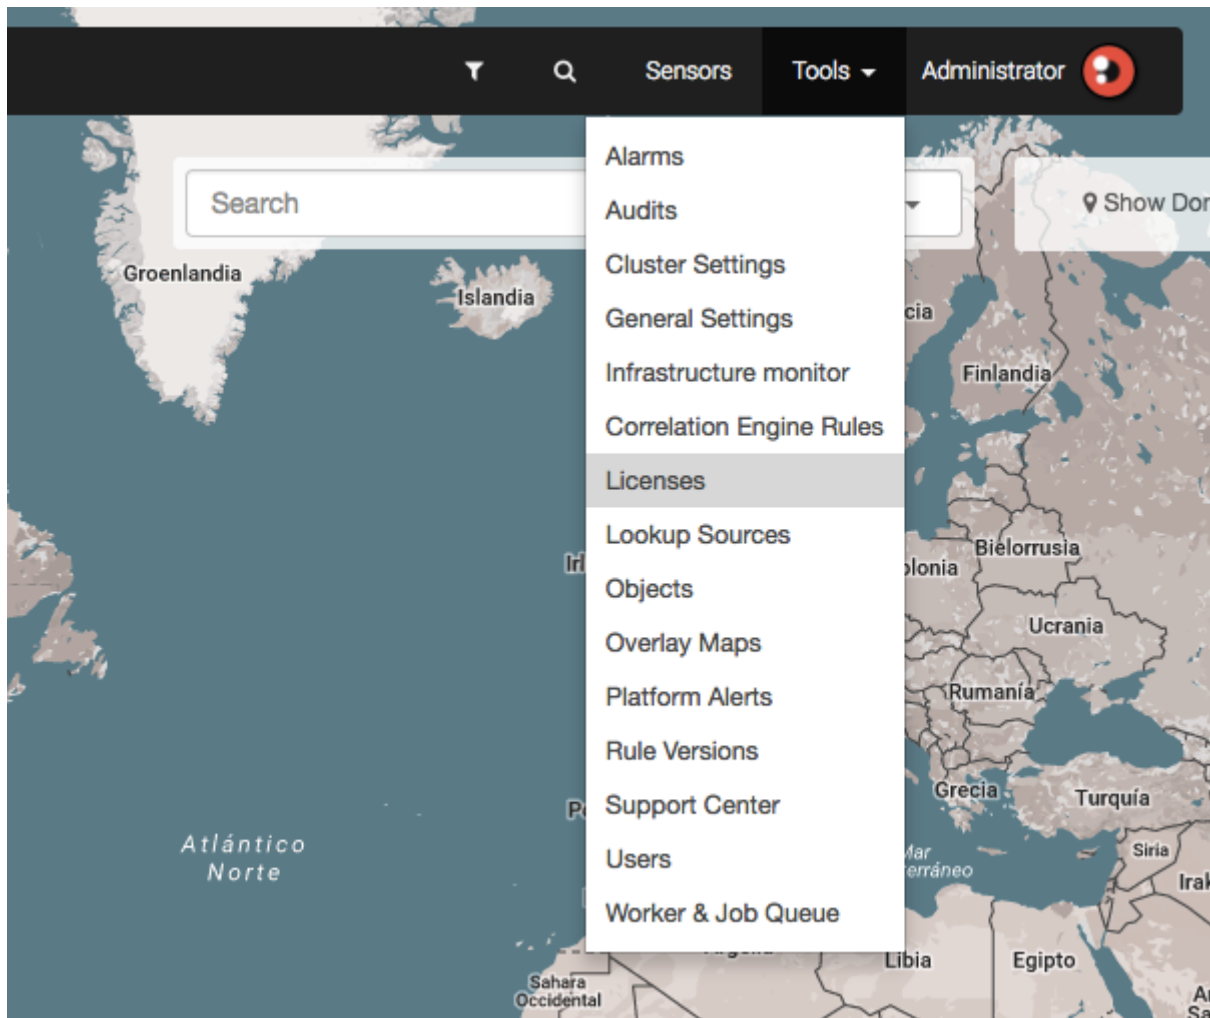 Sensors
Tools
Administrator
Alarms
Audits
Cluster Settings
General Settings
Infrastructure monitor
Correlation Engine Rules
Licenses
Lookup Sources
Objects
Overlay Maps
Platform Alerts
Rule Versions
Support Center
Users
Worker & Job Queue
Search
Show
Groenlandia
Islandia
Finlandia
Bielorrusia
Ucrania
Rumanía
Grecia
Turquía
Siria
Mar
Atlántico
Norte
Libia
Egipto
Sahara
Occidental